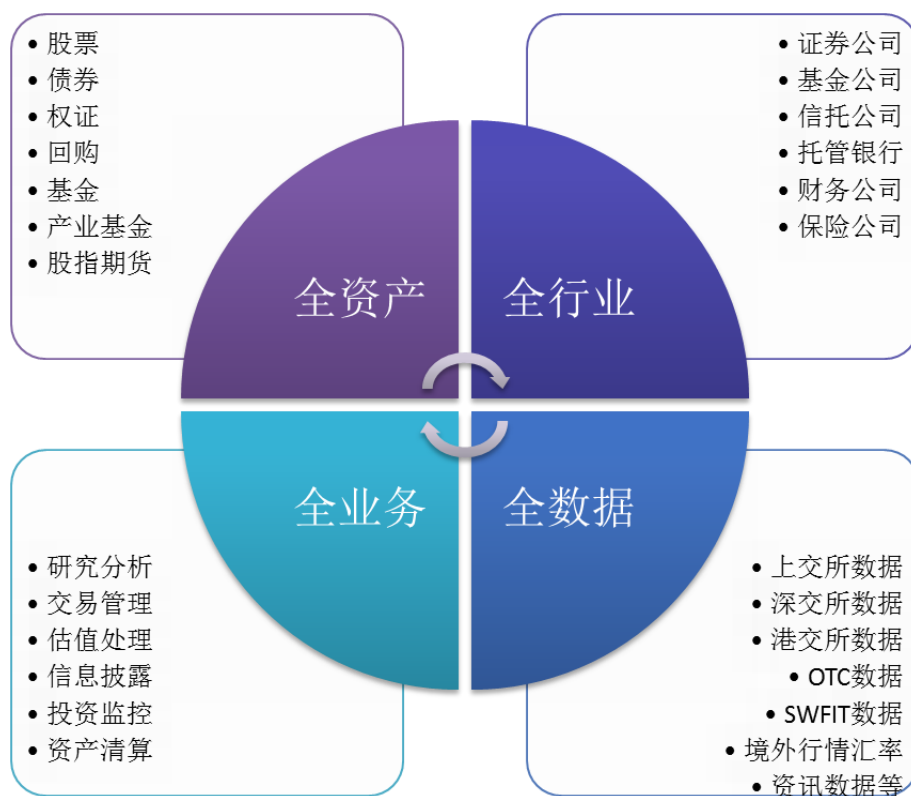 • 股票
• 债券
• 权证
• 回购
• 基金
• 产业基金
• 股指期货
全资产
• 证券公司
• 基金公司
• 信托公司
• 托管银行
• 财务公司
• 保险公司
全行业
全业务
• 研究分析
• 交易管理
• 估值处理
• 信息披露
• 投资监控
• 资产清算
全数据
• 上交所数据
• 深交所数据
• 港交所数据
• OTC数据
• SWFIT数据
• 境外行情汇率
• 资讯数据等